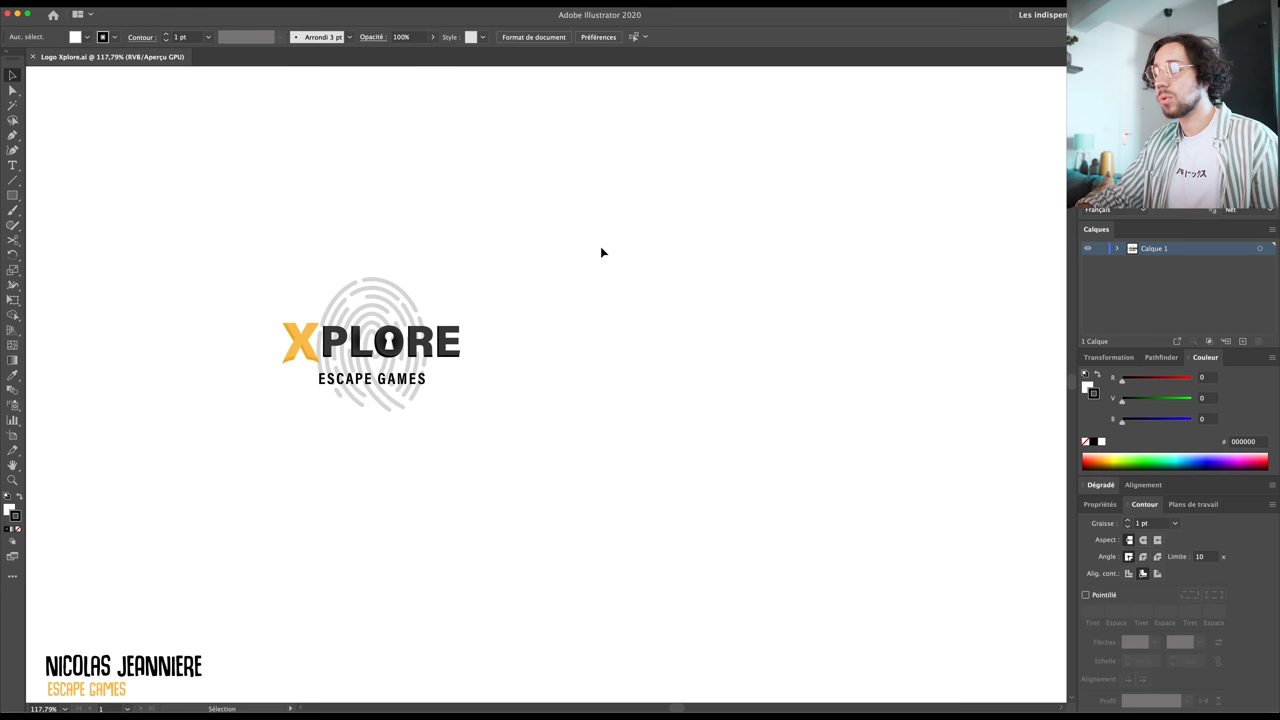 Adobe Illustrator 2020
Les indispen
Auc. sélect.
Contour :
1 pt
Arrondi 3 pt
Opacité :
100%
Style :
Format de document
Préférences
× Logo Xplore.ai @ 117,79% (RVB/Aperçu GPU)
XPLORE
ESCAPE GAMES
NICOLAS JEANNIERE
ESCAPE GAMES
117,79%
1
Sélection
Français
Net
Calques
Calque 1
1 Calque
Transformation
Pathfinder
Couleur
R
0
V
0
B
0
# 000000
Dégradé
Alignement
Propriétés
Contour
Plans de travail
Graisse :
1 pt
Aspect :
Angle :
Limite :
10
x
Alig. cont.:
Pointillé
Tiret
Espace
Tiret
Espace
Tiret
Espace
Flèches
Echelle
Alignement :
Profil